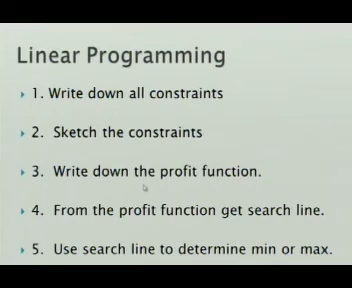 Linear Programming
1. Write down all constraints
2. Sketch the constraints
3. Write down the profit function.
4. From the profit function get search line.
5. Use search line to determine min or max.